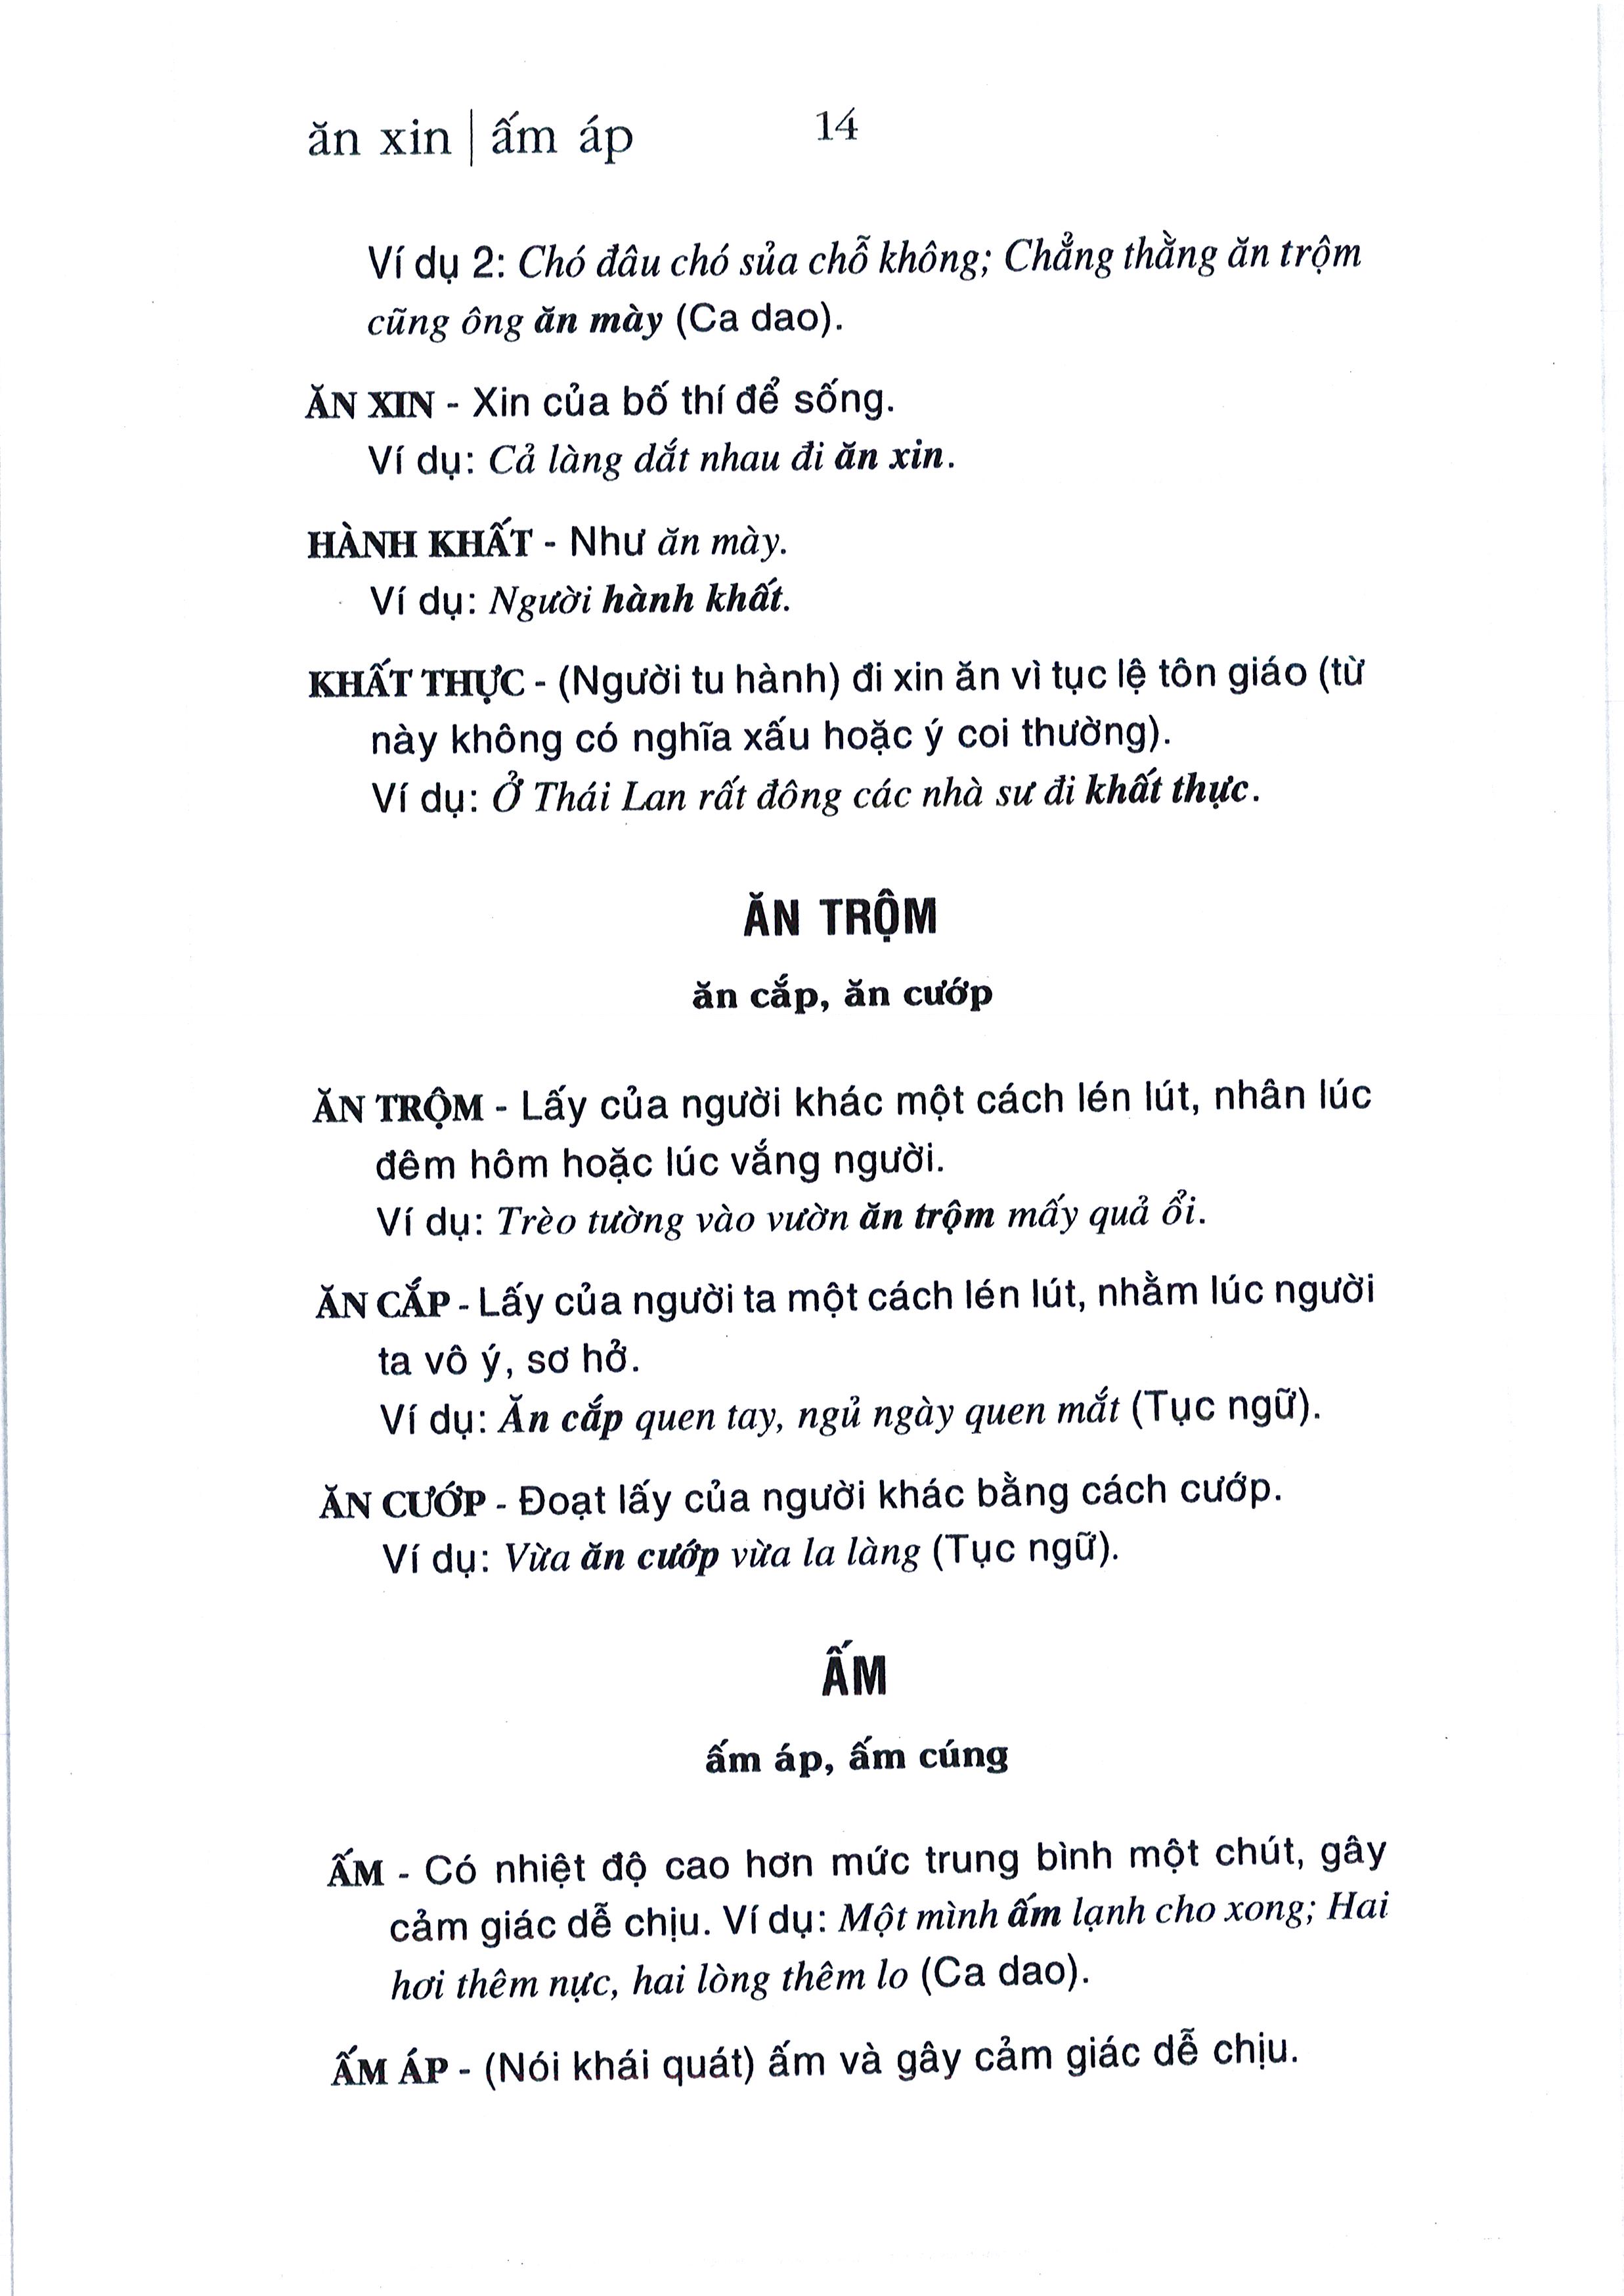 ăn xin | ấm áp
14
Ví dụ 2: Chó đâu chó sủa chỗ không; Chẳng thằng ăn trộm
cũng ông ăn mày (Ca dao).
ĂN XIN - Xin của bố thí để sống.
Ví dụ: Cả làng dắt nhau đi ăn xin.
HÀNH KHẤT - Như ăn mày.
Ví dụ: Người hành khất.
KHẤT THỰC - (Người tu hành) đi xin ăn vì tục lệ tôn giáo (từ
này không có nghĩa xấu hoặc ý coi thường).
Ví dụ: Ở Thái Lan rất đông các nhà sư đi khất thực.
ĂN TRỘM
ăn cắp, ăn cướp
ĂN TRỘM - Lấy của người khác một cách lén lút, nhân lúc
đêm hôm hoặc lúc vắng người.
Ví dụ: Trèo tường vào vườn ăn trộm mấy quả ổi.
ĂN CẮP - Lấy của người ta một cách lén lút, nhằm lúc người
ta vô ý, sơ hở.
Ví dụ: Ăn cắp quen tay, ngủ ngày quen mắt (Tục ngữ).
ĂN CƯỚP - Đoạt lấy của người khác bằng cách cướp.
Ví dụ: Vừa ăn cướp vừa la làng (Tục ngữ).
ẤM
ấm áp, ấm cúng
ẤM - Có nhiệt độ cao hơn mức trung bình một chút, gây
cảm giác dễ chịu. Ví dụ: Một mình ấm lạnh cho xong; Hai
hơi thêm nực, hai lòng thêm lo (Ca dao).
ẤM ÁP - (Nói khái quát) ấm và gây cảm giác dễ chịu.